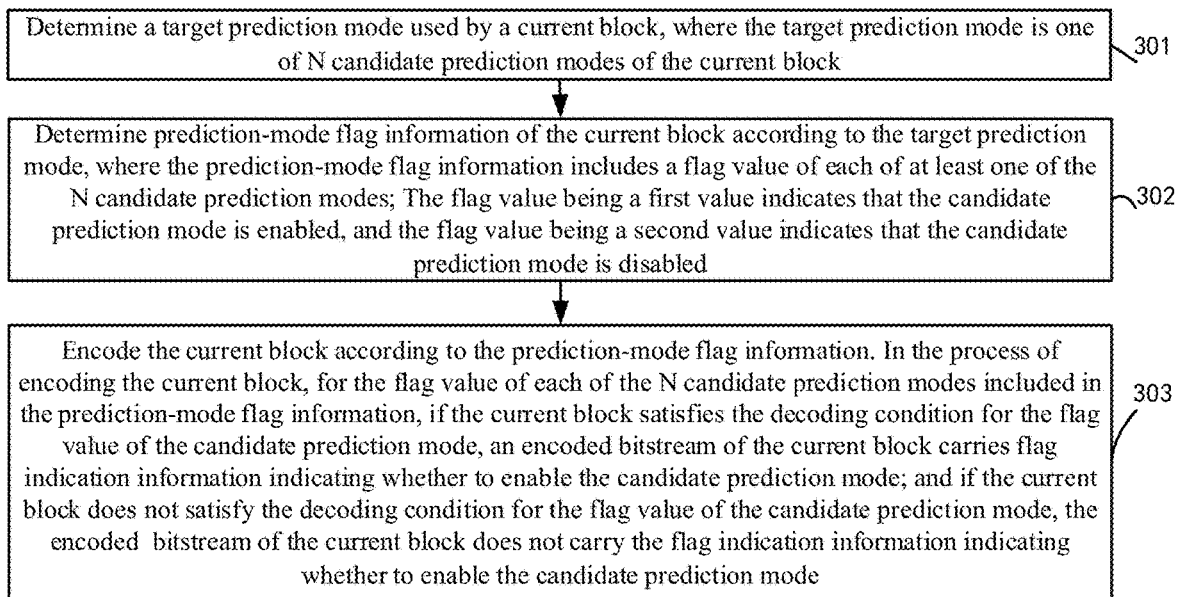 Determine a target prediction mode used by a current block, where the target prediction mode is one
of N candidate prediction modes of the current block
301
Determine prediction-mode flag information of the current block according to the target prediction
mode, where the prediction-mode flag information includes a flag value of each of at least one of the
N candidate prediction modes; The flag value being a first value indicates that the candidate
prediction mode is enabled, and the flag value being a second value indicates that the candidate
prediction mode is disabled
302
Encode the current block according to the prediction-mode flag information. In the process of
encoding the current block, for the flag value of each of the N candidate prediction modes included in
the prediction-mode flag information, if the current block satisfies the decoding condition for the flag
value of the candidate prediction mode, an encoded bitstream of the current block carries flag
indication information indicating whether to enable the candidate prediction mode; and if the current
block does not satisfy the decoding condition for the flag value of the candidate prediction mode, the
encoded bitstream of the current block does not carry the flag indication information indicating
whether to enable the candidate prediction mode
303